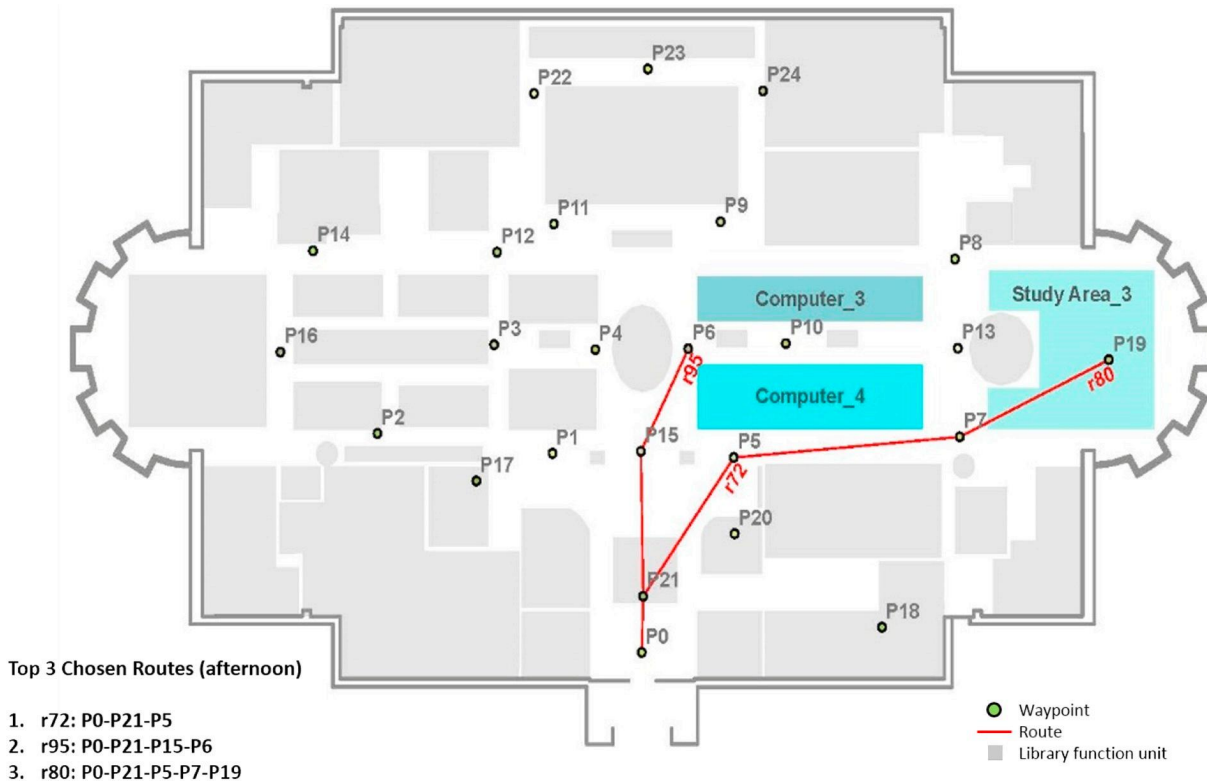 P23
P22
P24
P11
P9
P14
P12
P8
Computer_3
Study Area_3
P16
P3
P4
P6
P10
P13
P19
r95
r80
Computer_4
P2
P1
P15
P5
P7
r72
P17
P20
P21
P18
P0
Top 3 Chosen Routes (afternoon)
1. r72: P0-P21-P5
2. r95: P0-P21-P15-P6
3. r80: P0-P21-P5-P7-P19
Waypoint
Route
Library function unit